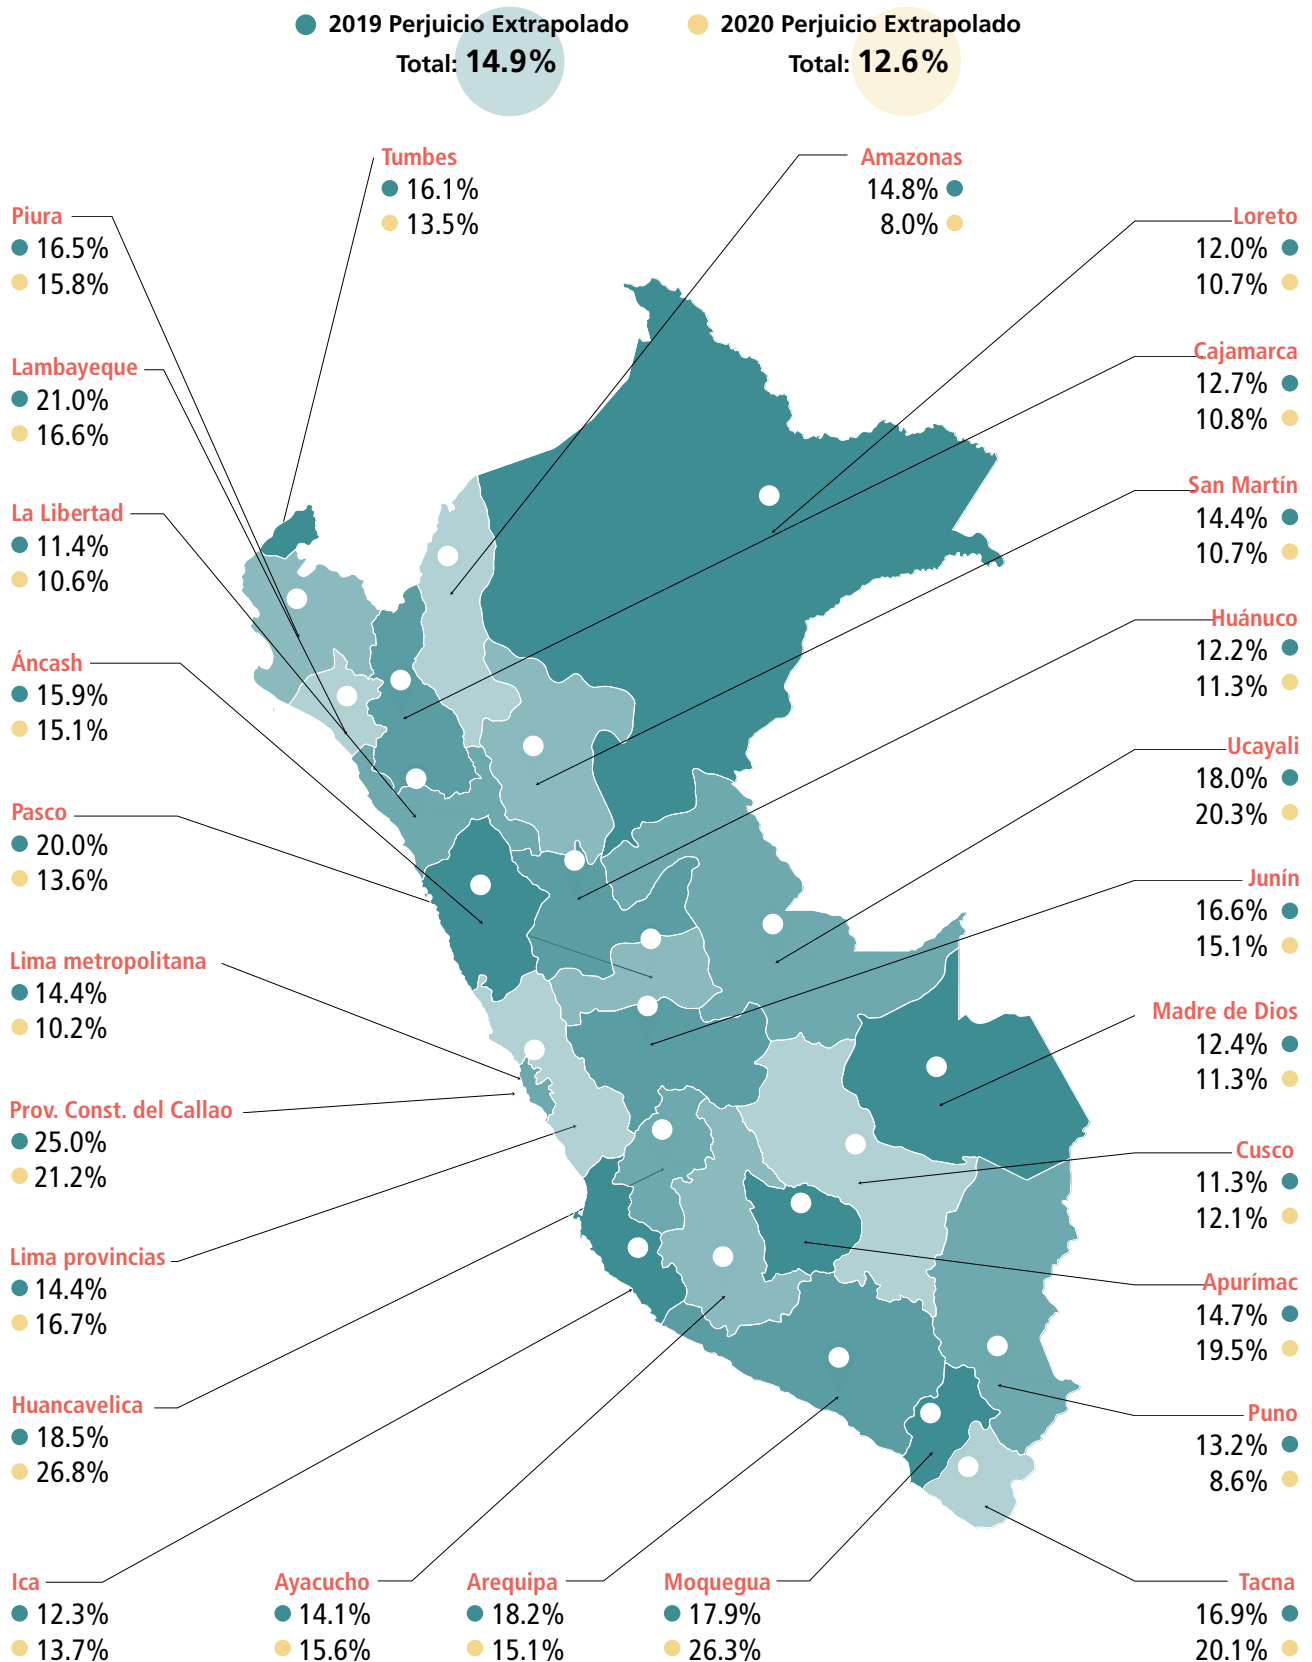 2019 Perjuicio Extrapolado
Total: 14.9%
2020 Perjuicio Extrapolado
Total: 12.6%
Tumbes
16.1%
13.5%
Amazonas
14.8%
8.0%
Piura
16.5%
15.8%
Loreto
12.0%
10.7%
Lambayeque
21.0%
16.6%
Cajamarca
12.7%
10.8%
La Libertad
11.4%
10.6%
San Martín
14.4%
10.7%
Áncash
15.9%
15.1%
Huánuco
12.2%
11.3%
Pasco
20.0%
13.6%
Ucayali
18.0%
20.3%
Lima metropolitana
14.4%
10.2%
Junín
16.6%
15.1%
Prov. Const. del Callao
25.0%
21.2%
Madre de Dios
12.4%
11.3%
Lima provincias
14.4%
16.7%
Cusco
11.3%
12.1%
Huancavelica
18.5%
26.8%
Apurímac
14.7%
19.5%
Puno
13.2%
8.6%
Ica
12.3%
13.7%
Ayacucho
14.1%
15.6%
Arequipa
18.2%
15.1%
Moquegua
17.9%
26.3%
Tacna
16.9%
20.1%